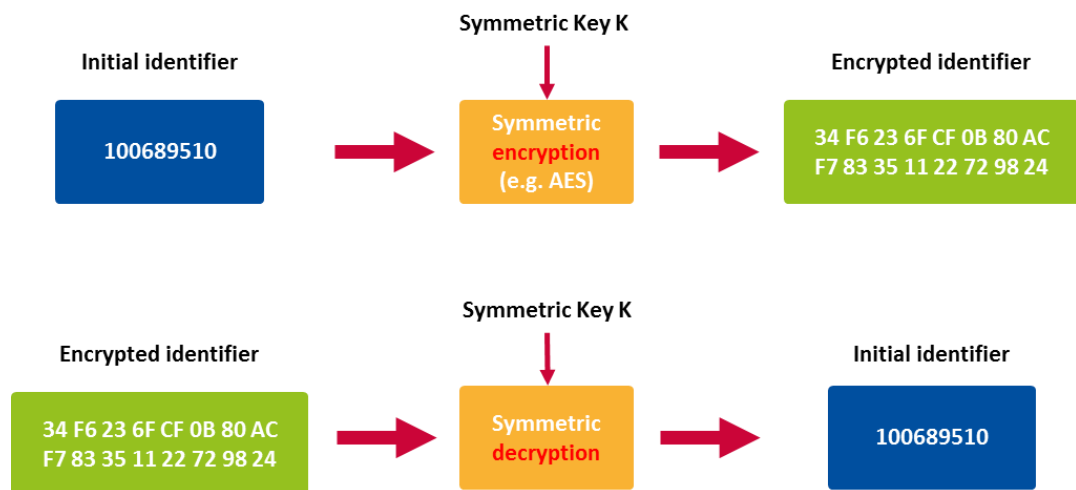 Symmetric Key K
Initial identifier
Encrypted identifier
100689510
Symmetric
encryption
(e.g. AES)
34 F6 23 6F CF 0B 80 AC
F7 83 35 11 22 72 98 24
Symmetric Key K
Encrypted identifier
Initial identifier
34 F6 23 6F CF 0B 80 AC
F7 83 35 11 22 72 98 24
Symmetric
decryption
100689510